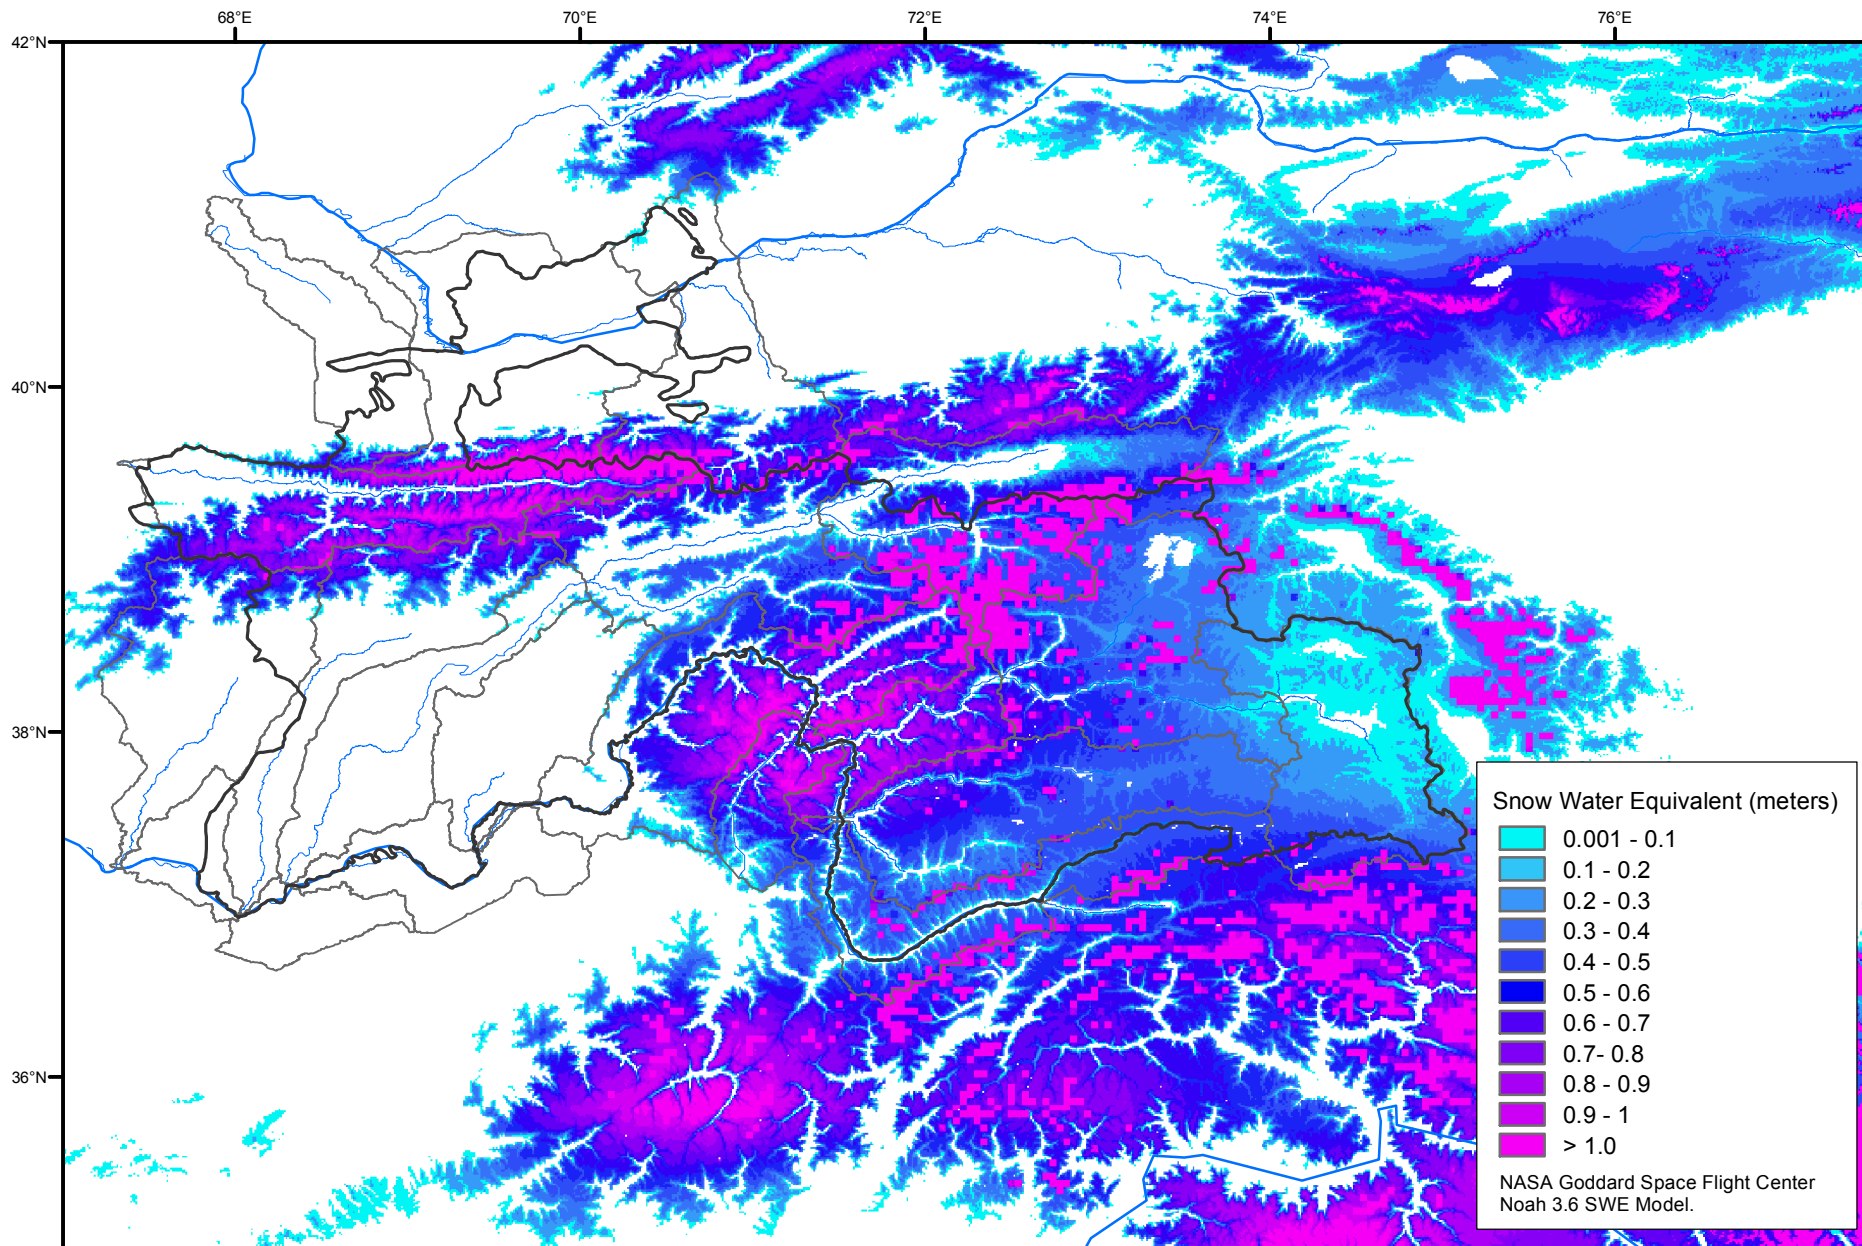 68°E 70°E 72°E 74°E 76°E
42°N
40°N
38°N
36°N
Snow Water Equivalent (meters)
0.001 - 0.1
0.1 - 0.2
0.2 - 0.3
0.3 - 0.4
0.4 - 0.5
0.5 - 0.6
0.6 - 0.7
0.7- 0.8
0.8 - 0.9
0.9 - 1
> 1.0
NASA Goddard Space Flight Center
Noah 3.6 SWE Model.